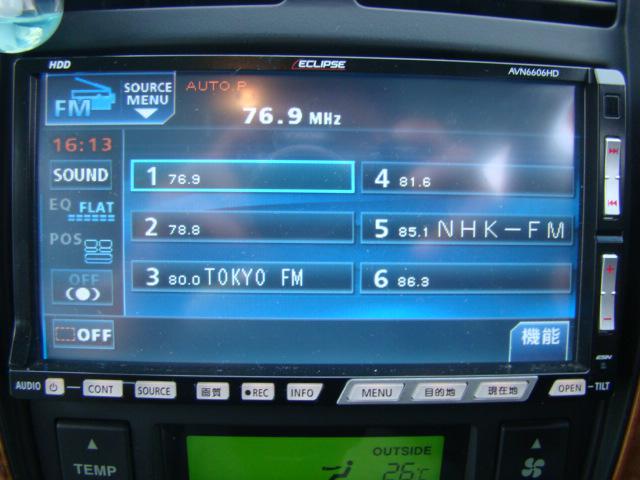 HDD
ECLIPSE
AVN6606HD
FM
SOURCE
MENU
AUTO.P
76.9 MHz
16:13
SOUND
EQ FLAT
POS
OFF
OFF
1 76.9
2 78.8
3 80.0 TOKYO FM
4 81.6
5 85.1 NHK-FM
6 86.3
機能
AUDIO
CONT
SOURCE
画質
●REC
INFO
MENU
目的地
現在地
OPEN
TILT
ESN
TEMP
OUTSIDE
26℃